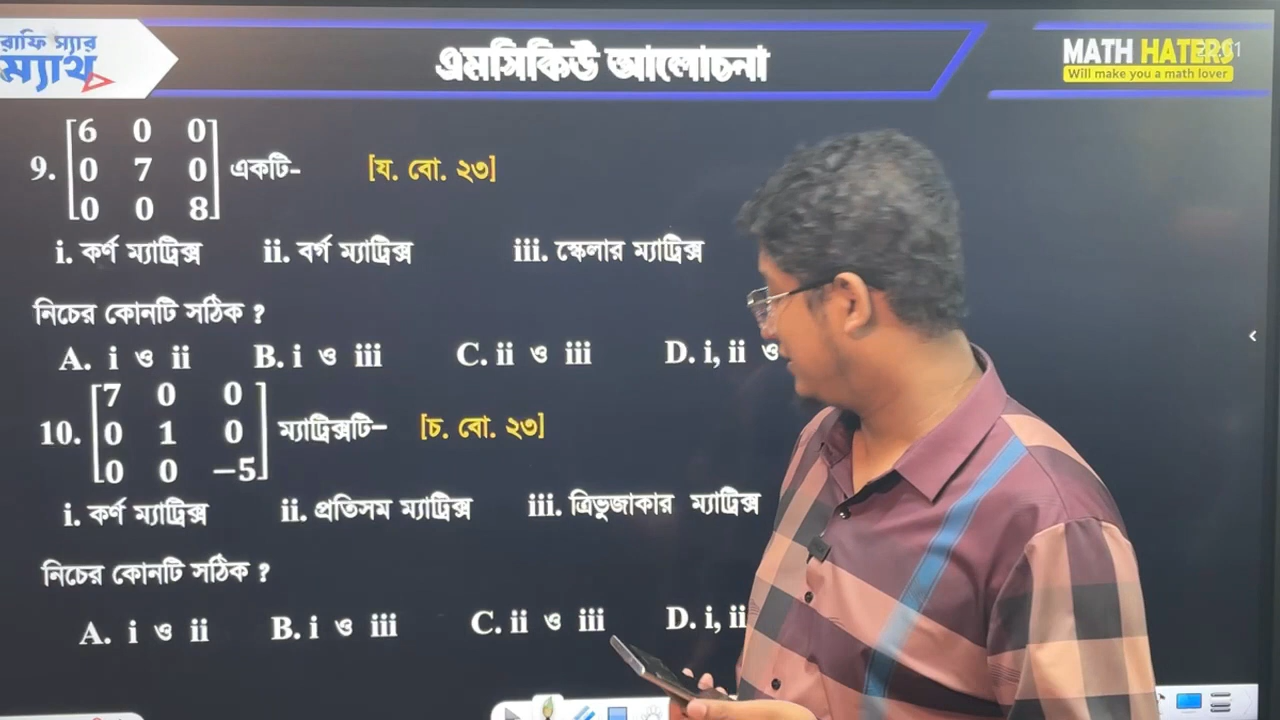 রাফি স্যার
ম্যাথ
এমসিকিউ আলোচনা
MATH HATERS
Will make you a math lover
9. [6 0 0
0 7 0
0 0 8] একটি- [য. বো. ২৩]
i. কর্ণ ম্যাট্রিক্স ii. বর্গ ম্যাট্রিক্স iii. স্কেলার ম্যাট্রিক্স
নিচের কোনটি সঠিক ?
A. i ও ii B. i ও iii C. ii ও iii D. i, ii ও
10. [7 0 0
0 1 0
0 0 −5] ম্যাট্রিক্সটি− [চ. বো. ২৩]
i. কর্ণ ম্যাট্রিক্স ii. প্রতিসম ম্যাট্রিক্স iii. ত্রিভুজাকার ম্যাট্রিক্স
নিচের কোনটি সঠিক ?
A. i ও ii B. i ও iii C. ii ও iii D. i, ii